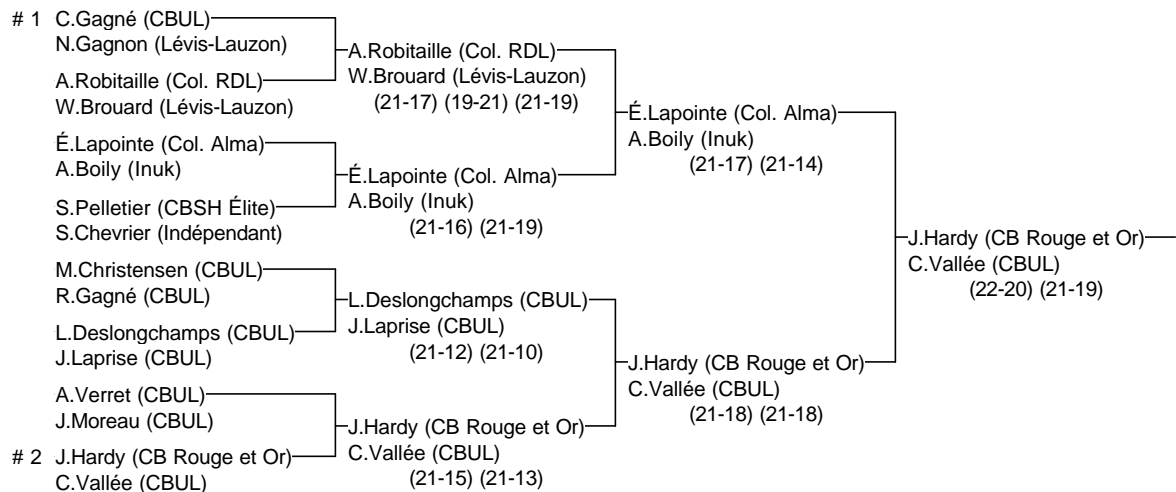 # 1 C.Gagné (CBUL)
N.Gagnon (Lévis-Lauzon)
A.Robitaille (Col. RDL)
W.Brouard (Lévis-Lauzon)
É.Lapointe (Col. Alma)
A.Boily (Inuk)
S.Pelletier (CBSH Élite)
S.Chevrier (Indépendant)
M.Christensen (CBUL)
R.Gagné (CBUL)
L.Deslongchamps (CBUL)
J.Laprise (CBUL)
A.Verret (CBUL)
J.Moreau (CBUL)
# 2 J.Hardy (CB Rouge et Or)
C.Vallée (CBUL)
A.Robitaille (Col. RDL)
W.Brouard (Lévis-Lauzon)
(21-17) (19-21) (21-19)
É.Lapointe (Col. Alma)
A.Boily (Inuk)
(21-16) (21-19)
L.Deslongchamps (CBUL)
J.Laprise (CBUL)
(21-12) (21-10)
J.Hardy (CB Rouge et Or)
C.Vallée (CBUL)
(21-15) (21-13)
É.Lapointe (Col. Alma)
A.Boily (Inuk)
(21-17) (21-14)
J.Hardy (CB Rouge et Or)
C.Vallée (CBUL)
(21-18) (21-18)
J.Hardy (CB Rouge et Or)
C.Vallée (CBUL)
(22-20) (21-19)